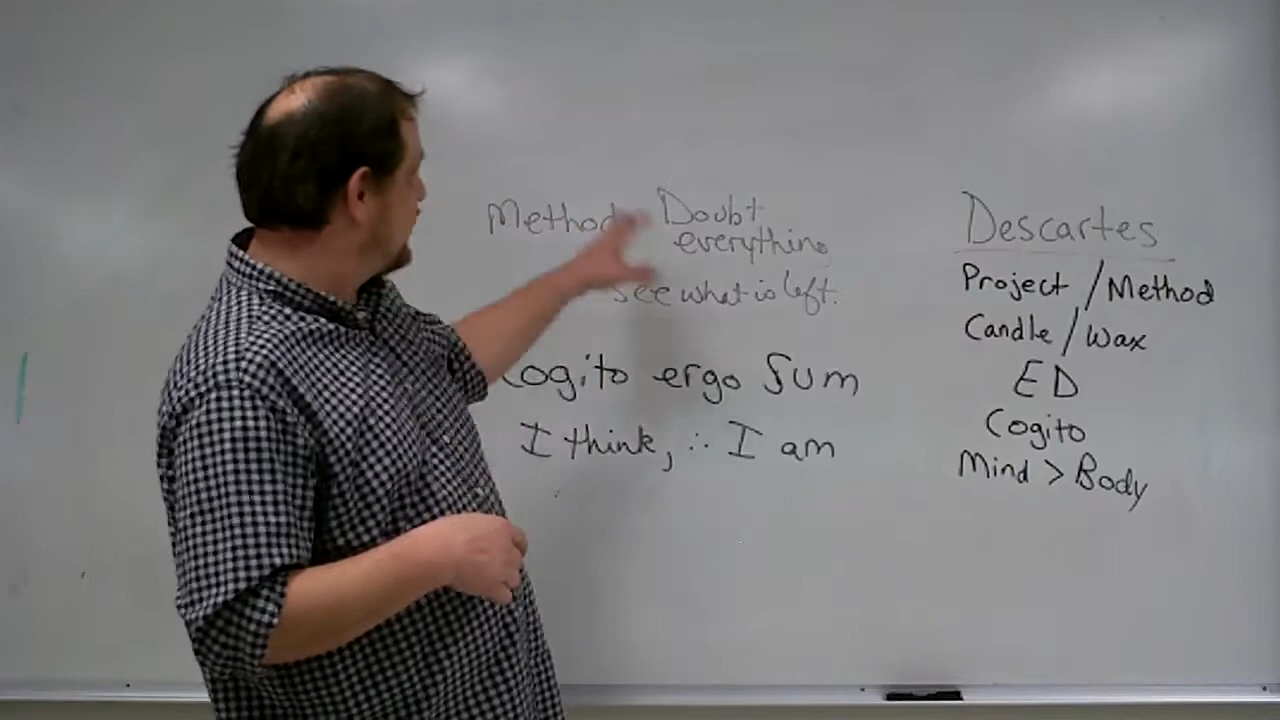 Method Doubt
everything
see what is left.
Cogito ergo Sum
I think, ∴ I am
Descartes
Project / Method
Candle / Wax
ED
Cogito
Mind > Body